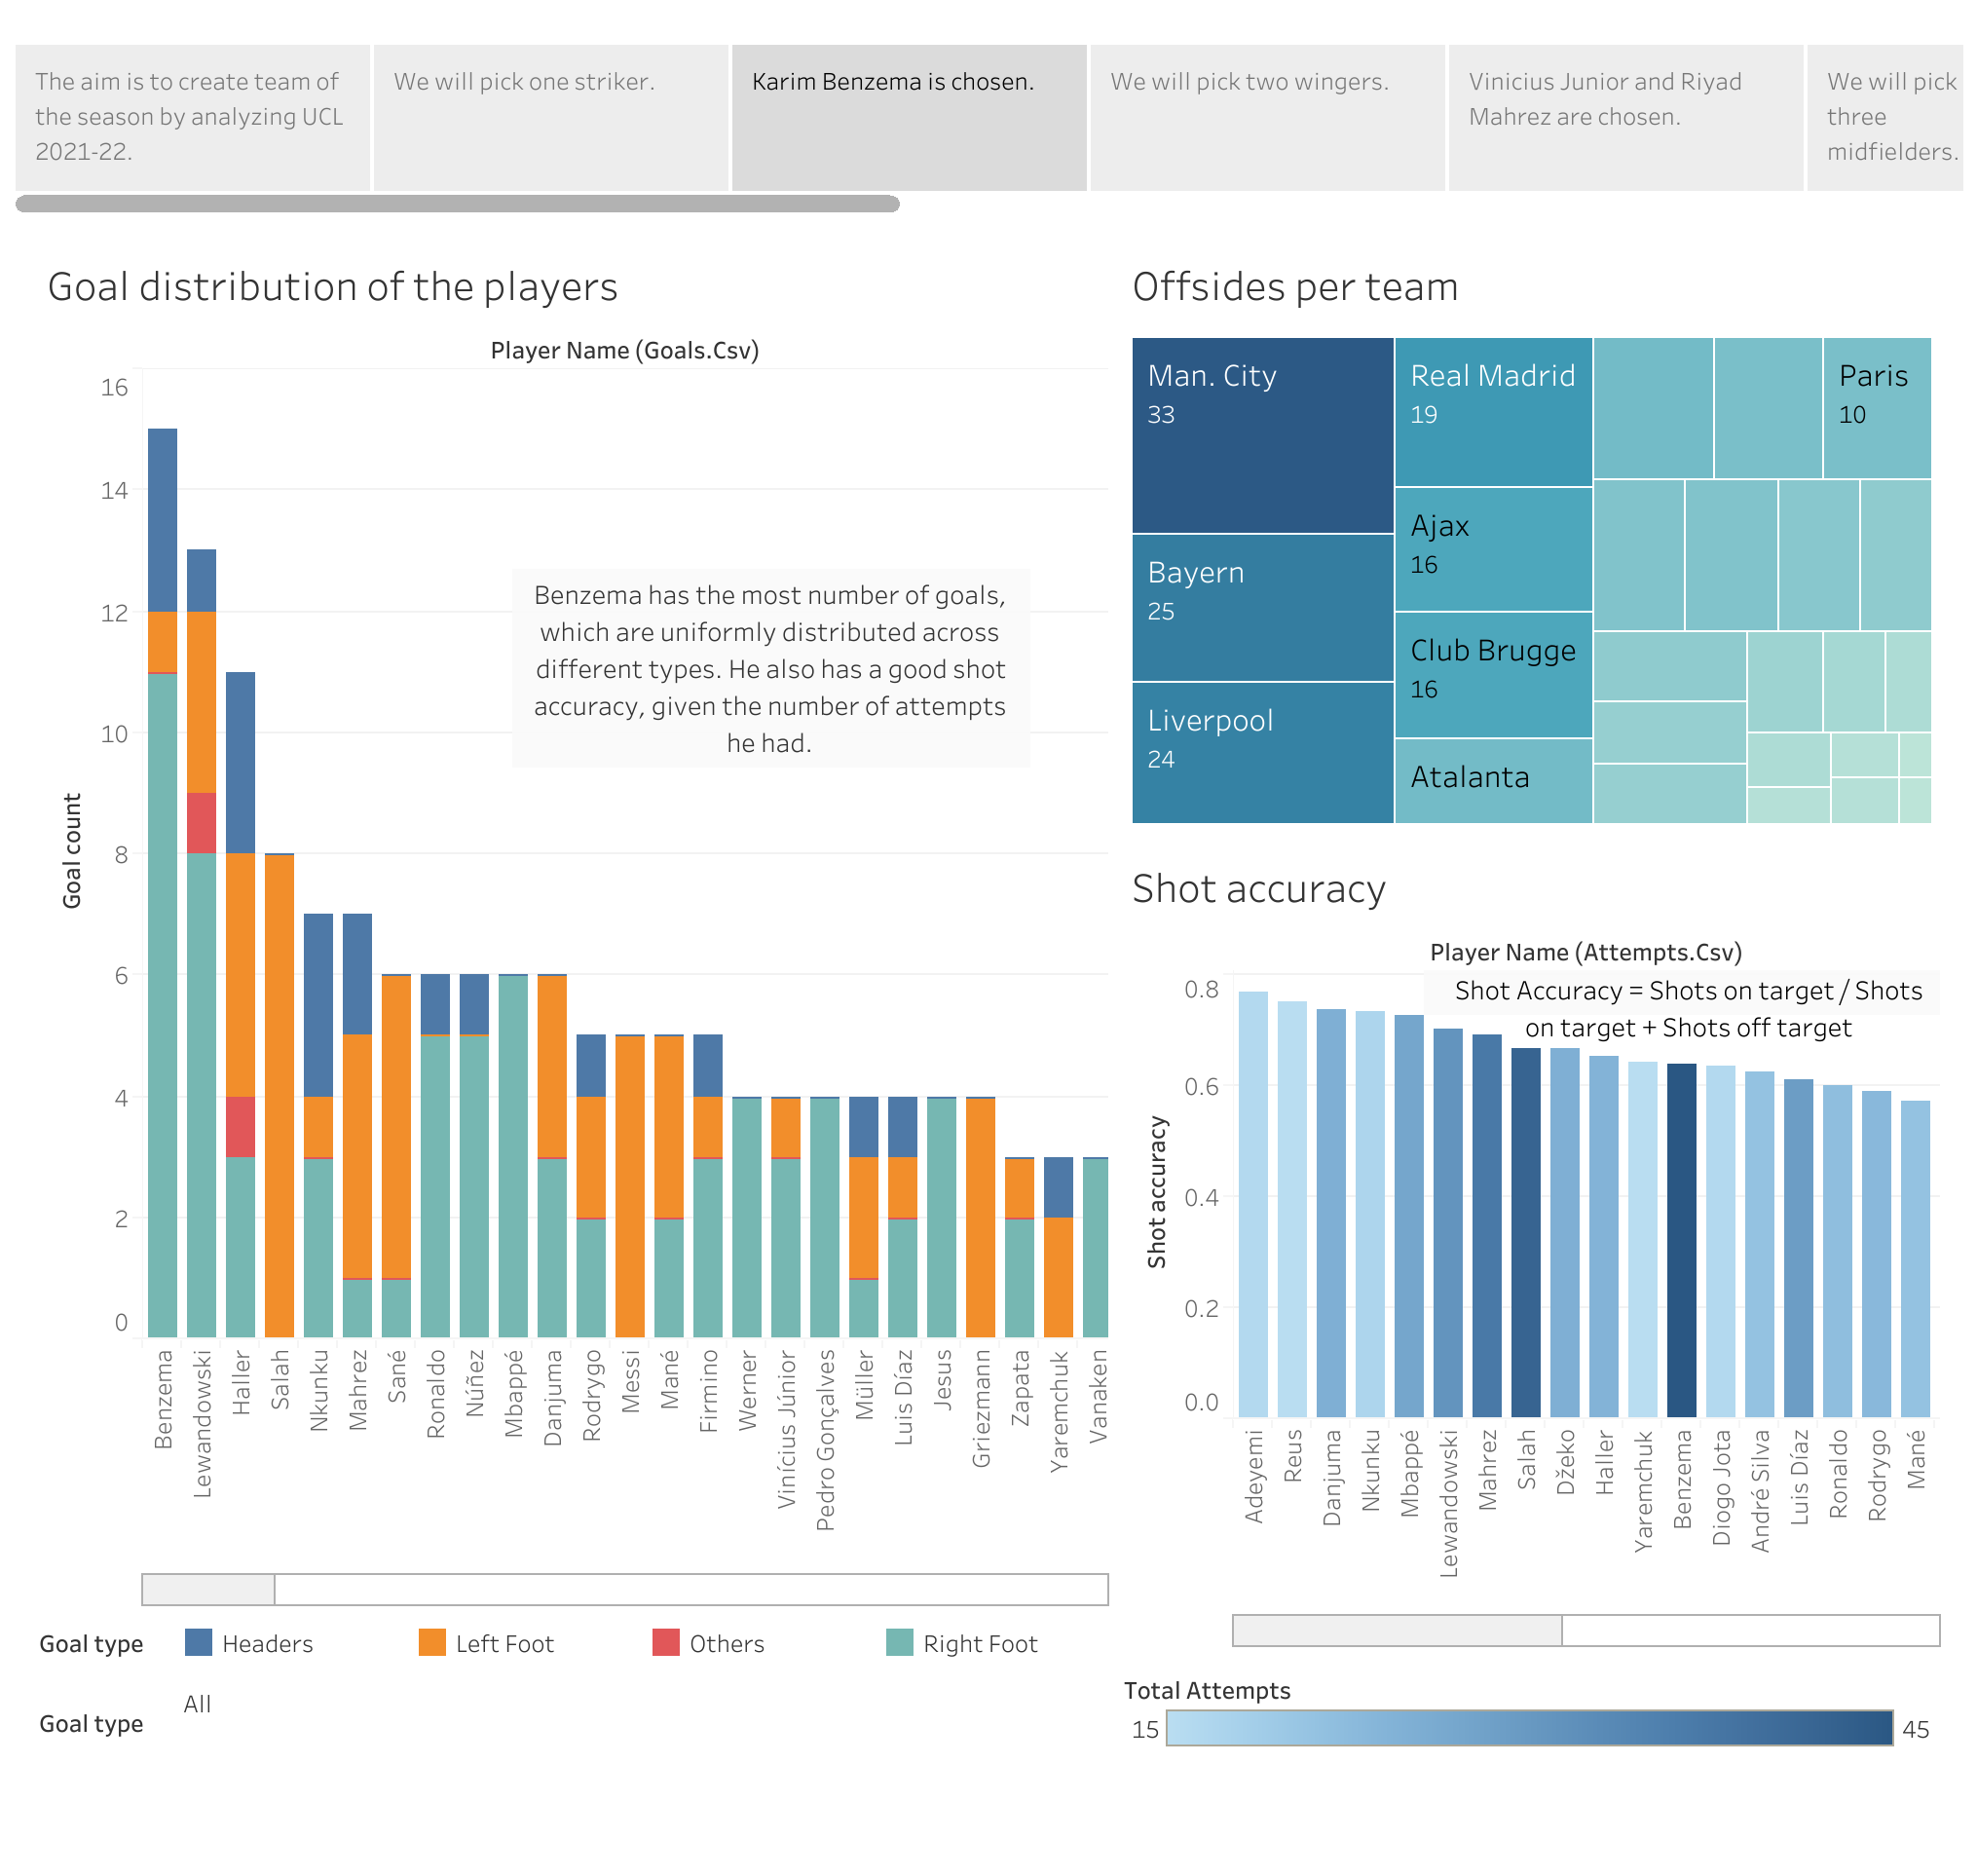 The aim is to create team of
the season by analyzing UCL
2021-22.
We will pick one striker.
Karim Benzema is chosen.
We will pick two wingers.
Vinicius Junior and Riyad
Mahrez are chosen.
We will pick
three
midfielders.
Goal distribution of the players
Player Name (Goals.Csv)
Goal count
16
14
12
10
8
6
4
2
0
Benzema has the most number of goals,
which are uniformly distributed across
different types. He also has a good shot
accuracy, given the number of attempts
he had.
Benzema
Lewandowski
Haller
Salah
Nkunku
Mahrez
Sané
Ronaldo
Núñez
Mbappé
Danjuma
Rodrygo
Messi
Mané
Firmino
Werner
Vinícius Júnior
Pedro Gonçalves
Müller
Luis Díaz
Jesus
Griezmann
Zapata
Yaremchuk
Vanaken
Goal type
Headers
Left Foot
Others
Right Foot
Goal type
All
Offsides per team
Man. City
33
Bayern
25
Liverpool
24
Real Madrid
19
Ajax
16
Club Brugge
16
Atalanta
Paris
10
Shot accuracy
Player Name (Attempts.Csv)
Shot Accuracy = Shots on target / Shots
on target + Shots off target
Shot accuracy
0.8
0.6
0.4
0.2
0.0
Adeyemi
Reus
Danjuma
Nkunku
Mbappé
Lewandowski
Mahrez
Salah
Džeko
Haller
Yaremchuk
Benzema
Diogo Jota
André Silva
Luis Díaz
Ronaldo
Rodrygo
Mané
Total Attempts
15
45